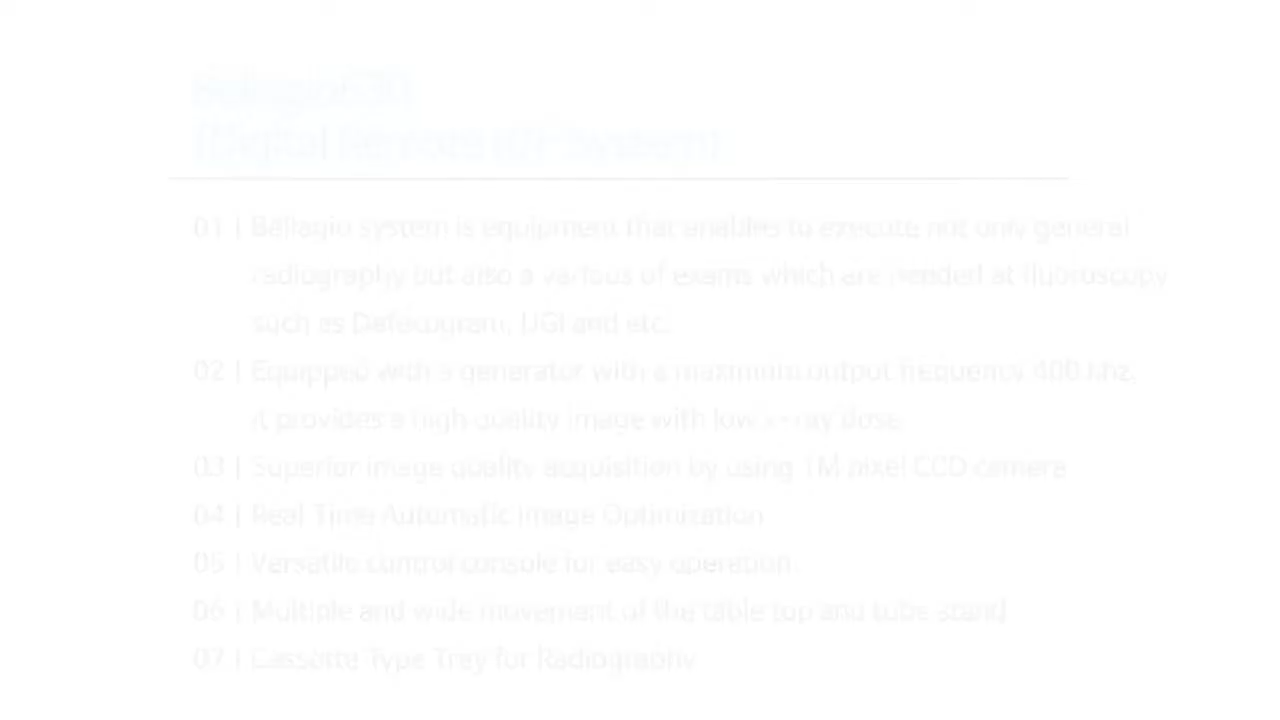 (Digital Remote R/F System)
01 | Bellagio system is equipment that enables to execute not only general
radiography but also a various of exams which are needed at fluoroscopy
such as Defecogram, UGI and etc.
02 | Equipped with a generator with a maximum output frequency 400 khz.
it provides a high quality image with low x-ray dose
03 | Superior image quality acquisition by using 1M pixel CCD camera
04 | Real Time Automatic Image Optimization
05 | Versatile control console for easy operation.
06 | Multiple and wide movement of the table top and tube stand
07 | Cassette Type Tray for Radiography